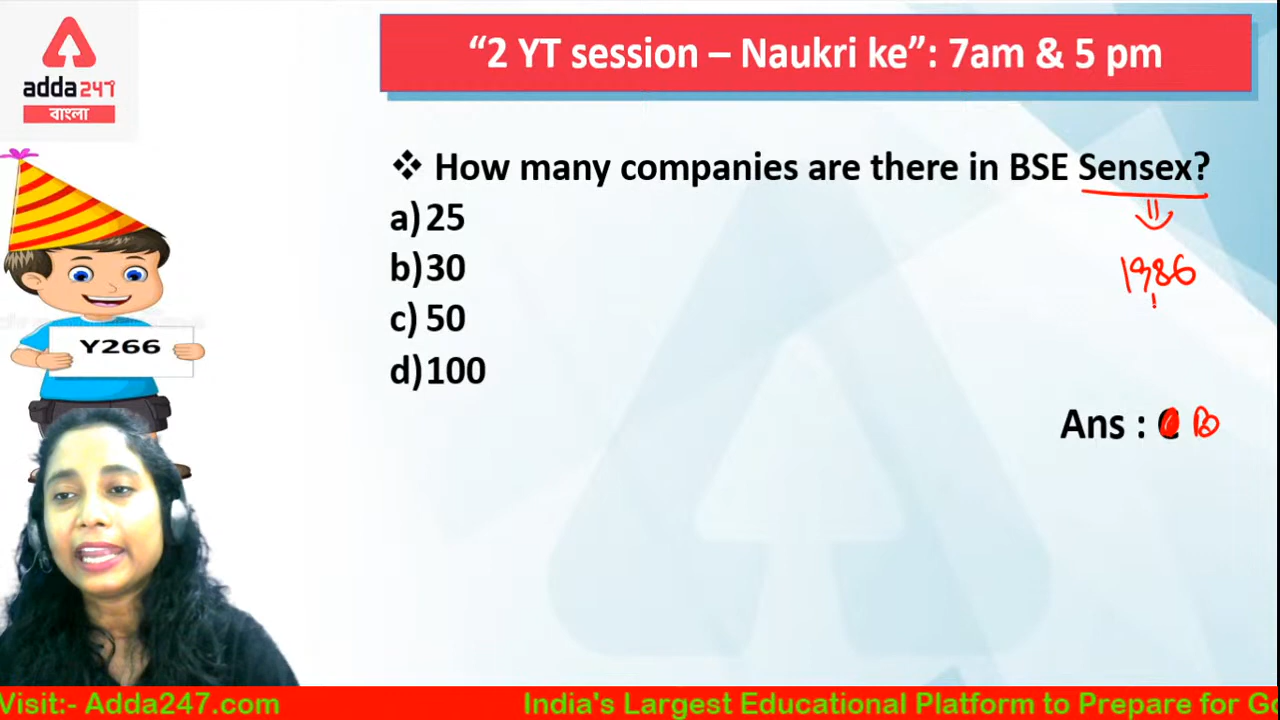 adda247
বাংলা
“2 YT session – Naukri ke”: 7am & 5 pm
❖ How many companies are there in BSE Sensex?
a) 25
b) 30
c) 50
d) 100
1986
Ans : B
Y266
Visit:- Adda247.com
India's Largest Educational Platform to Prepare for Go